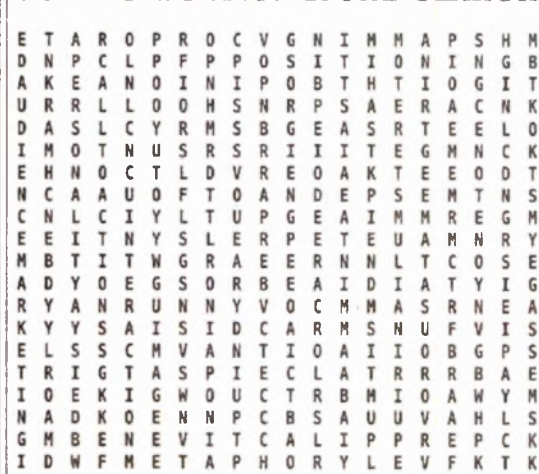 E T A R O P R O C V G N I M M A P S H M
D N P C L P F P P O S I T I O N I N G B
A K E A N O I N I P O B T H T I O G I T
U R R L L O O H S N R P S A E R A C N K
D A S L C Y R M S B G E A S R T E E L O
I M O T N U S R S R I I I T E G M N C K
E H N O C T L D V R E O A K T E E O D T
N C A A U O F T O A N D E P S E M T N S
C N L C I Y L T U P G E A I M M R E G M
E E I T N Y S L E R P E T E U A M N R Y
M B T I T W G R A E E R N N L T C O S E
A D Y O E G S O R B E A I D I A T Y I G
R Y A N R U N N Y V O C M M A S R N E A
K Y Y S A I S I D C A R M S N U F V I S
E L S S C M V A N T I O A I I O B G P S
T R I G T A S P I E C L A T R R R B A E
I O E K I G W O U C T R B M I O A W Y M
N A D K O E N N P C B S A U U V A H L S
G M B E N E V I T C A L I P P R E P C K
I D W F M E T A P H O R Y L E V F K T K